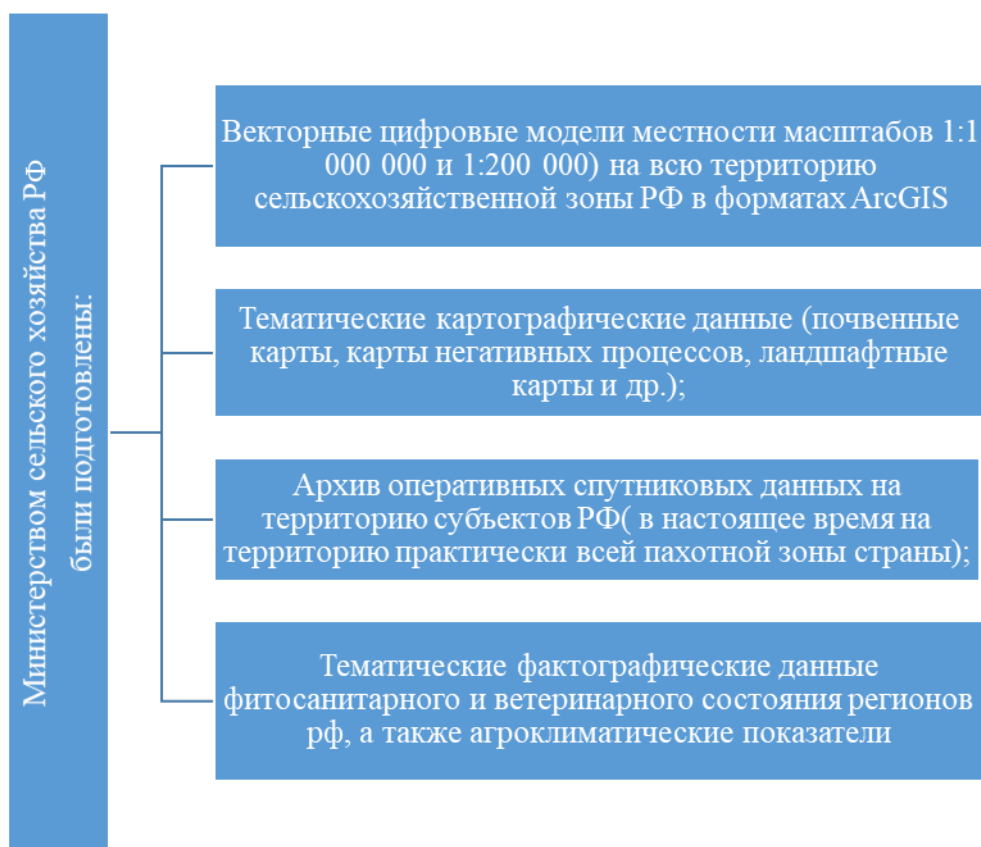 Министерством сельского хозяйства РФ
были подготовлены:
Векторные цифровые модели местности масштабов 1:1
000 000 и 1:200 000) на всю территорию
сельскохозяйственной зоны РФ в форматах ArcGIS
Тематические картографические данные (почвенные
карты, карты негативных процессов, ландшафтные
карты и др.);
Архив оперативных спутниковых данных на
территорию субъектов РФ( в настоящее время на
территорию практически всей пахотной зоны страны);
Тематические фактографические данные
фитосанитарного и ветеринарного состояния регионов
рф, а также агроклиматические показатели